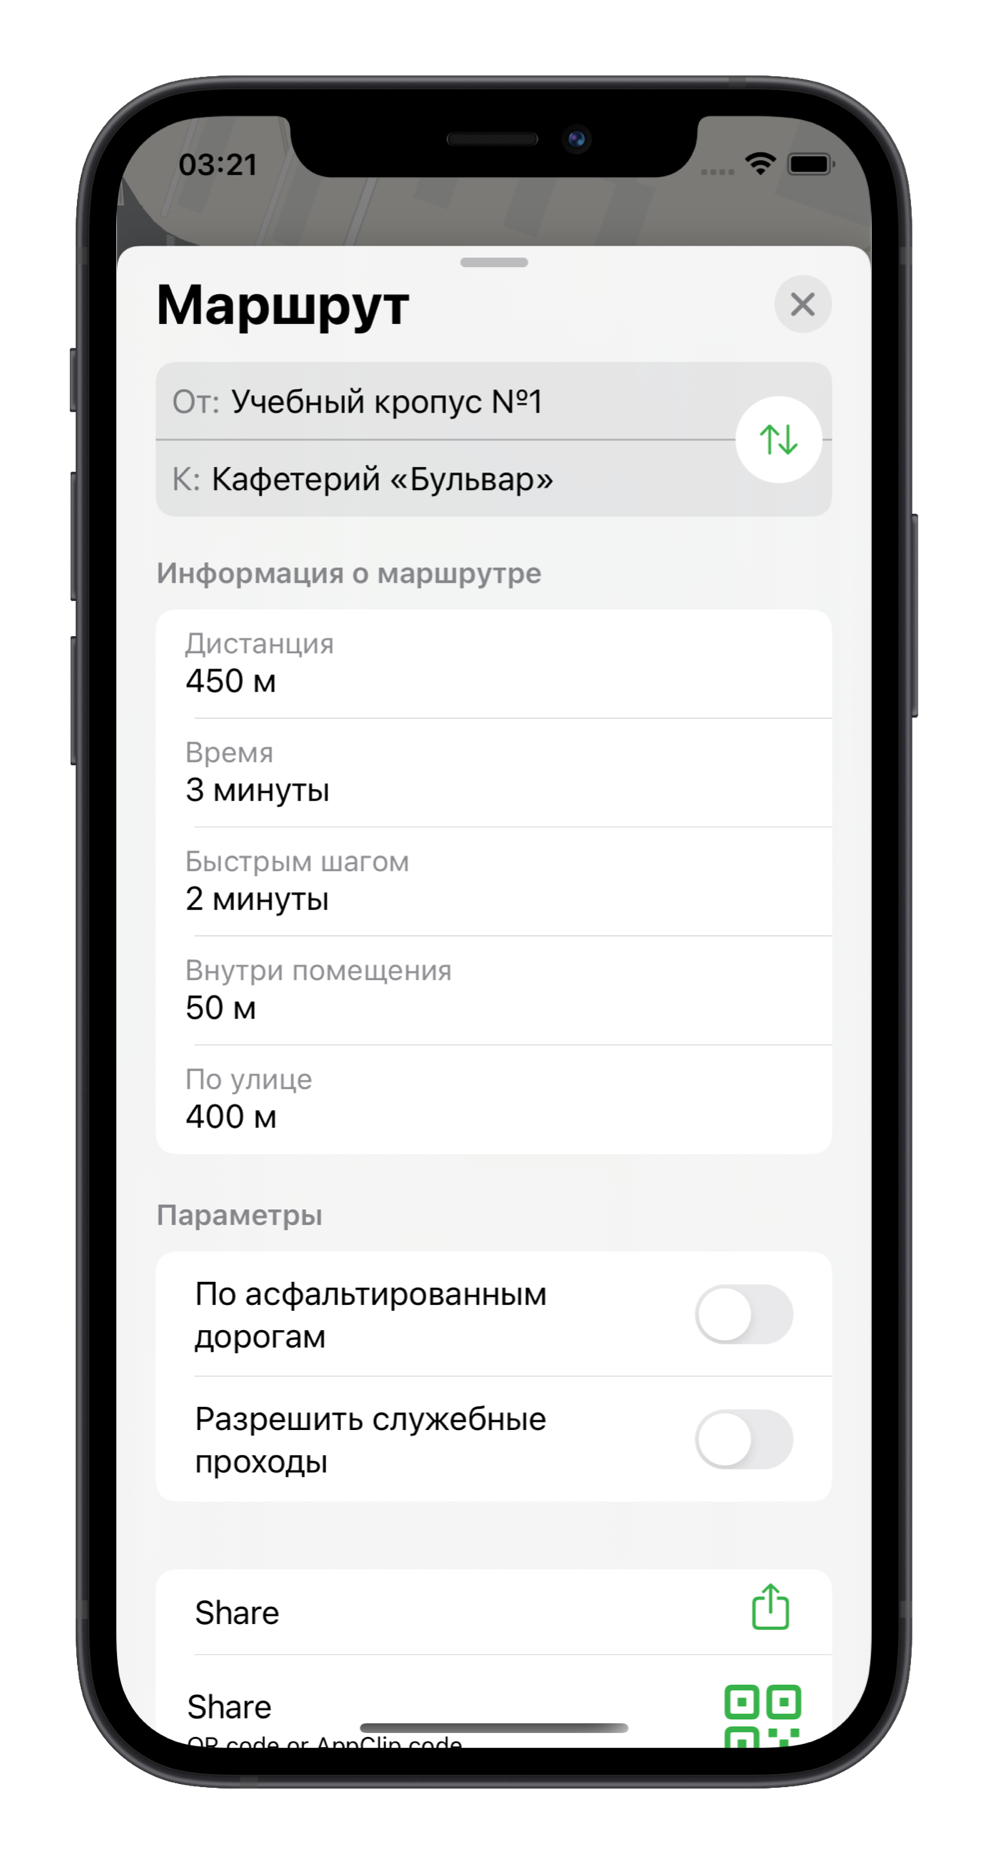 03:21
Маршрут
От: Учебный кропус №1
К: Кафетерий «Бульвар»
Информация о маршрутре
Дистанция
450 м
Время
3 минуты
Быстрым шагом
2 минуты
Внутри помещения
50 м
По улице
400 м
Параметры
По асфальтированным
дорогам
Разрешить служебные
проходы
Share
Share
QR code or AppClip code